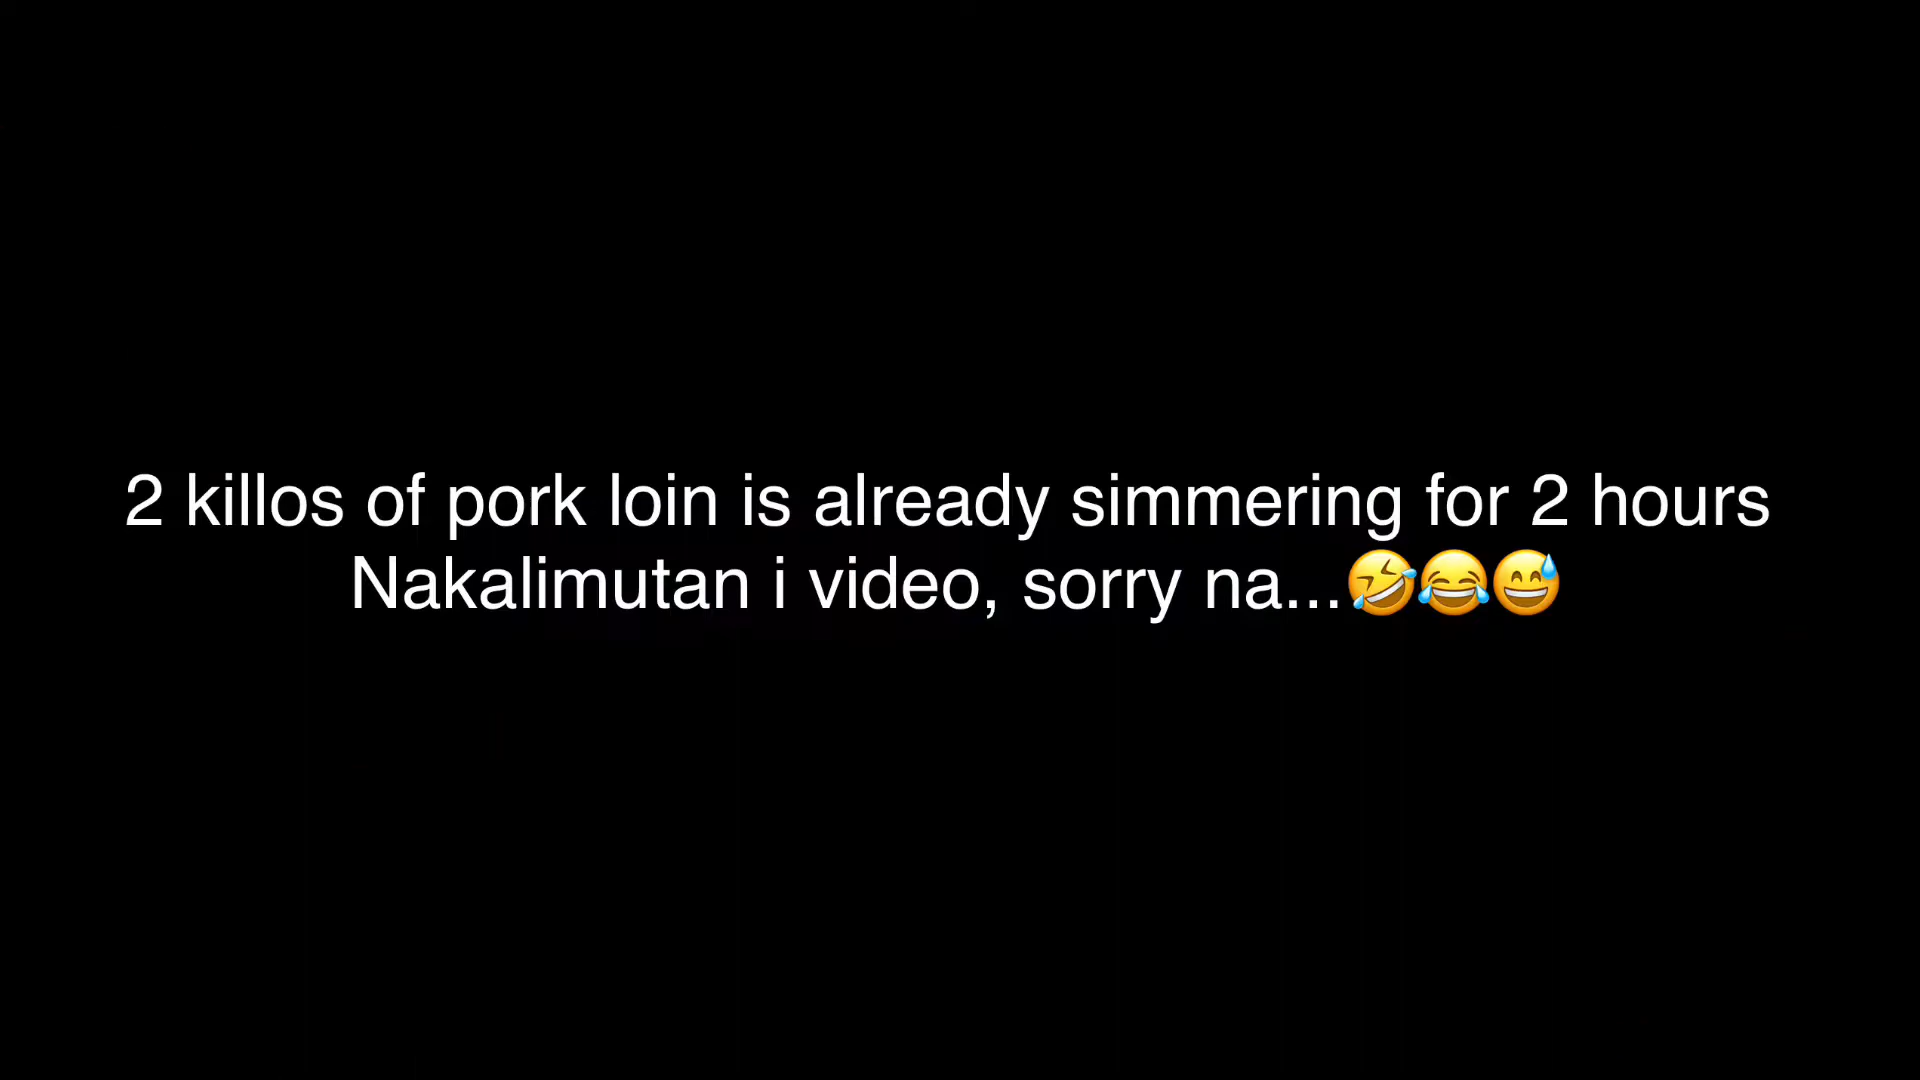 2 killos of pork loin is already simmering for 2 hours
Nakalimutan i video, sorry na...🤣😂😅